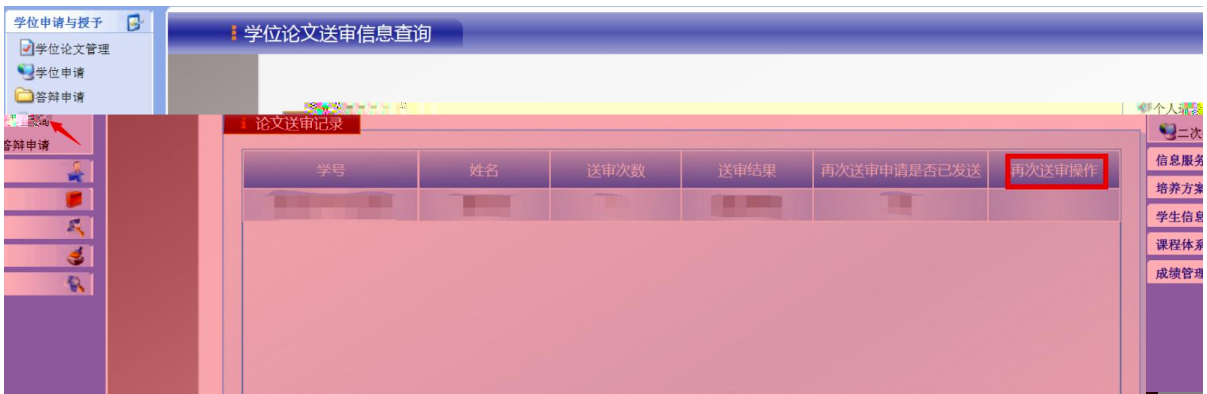 学位申请与授予
学位论文送审信息查询
学位论文管理
学位申请
答辩申请
个人
论文送审记录
二次
答辩申请
学号 姓名 送审次数 送审结果 再次送审申请是否已发送 再次送审操作
信息服务
培养方案
学生信息
课程体系
成绩管理